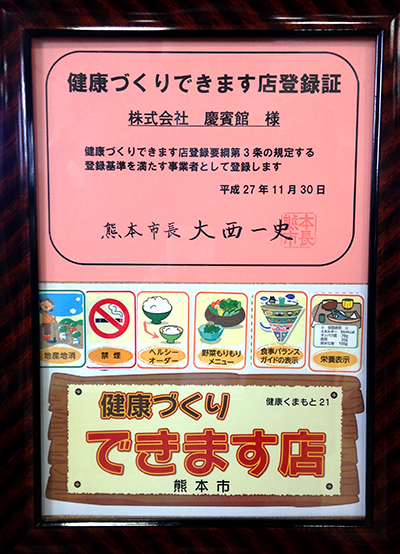 健康づくりできます店登録証
株式会社 慶賓館 様
健康づくりできます店登録要綱第3条の規定する
登録基準を満たす事業者として登録します
平成27年11月30日
熊本市長 大西一史
熊本
市長
地産地消
禁煙
ヘルシー
オーダー
野菜もりもり
メニュー
食事バランス
ガイドの表示
栄養表示
健康づくり
健康くまもと21
できます店
熊本市